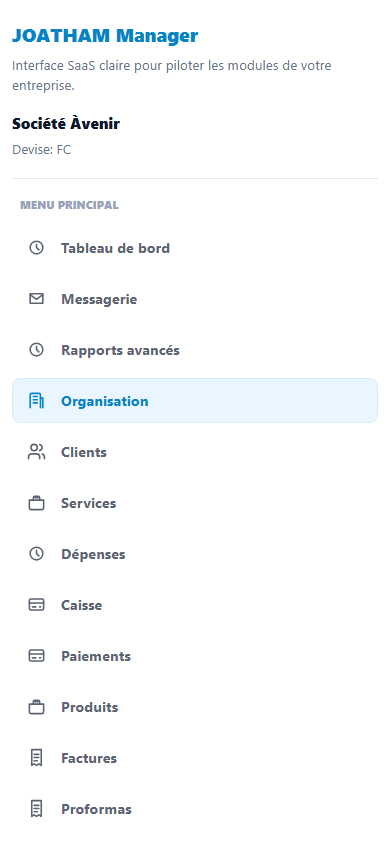 JOATHAM Manager
Interface SaaS claire pour piloter les modules de votre
entreprise.
Société Àvenir
Devise: FC
MENU PRINCIPAL
Tableau de bord
Messagerie
Rapports avancés
Organisation
Clients
Services
Dépenses
Caisse
Paiements
Produits
Factures
Proformas